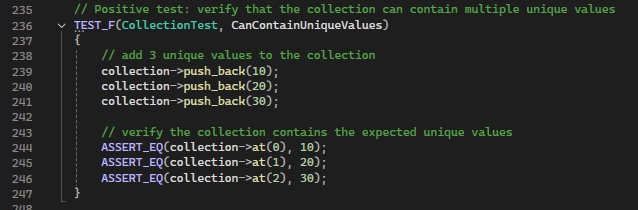 235 // Positive test: verify that the collection can contain multiple unique values
236 TEST_F(CollectionTest, CanContainUniqueValues)
237 {
238 // add 3 unique values to the collection
239 collection->push_back(10);
240 collection->push_back(20);
241 collection->push_back(30);
242
243 // verify the collection contains the expected unique values
244 ASSERT_EQ(collection->at(0), 10);
245 ASSERT_EQ(collection->at(1), 20);
246 ASSERT_EQ(collection->at(2), 30);
247 }
248